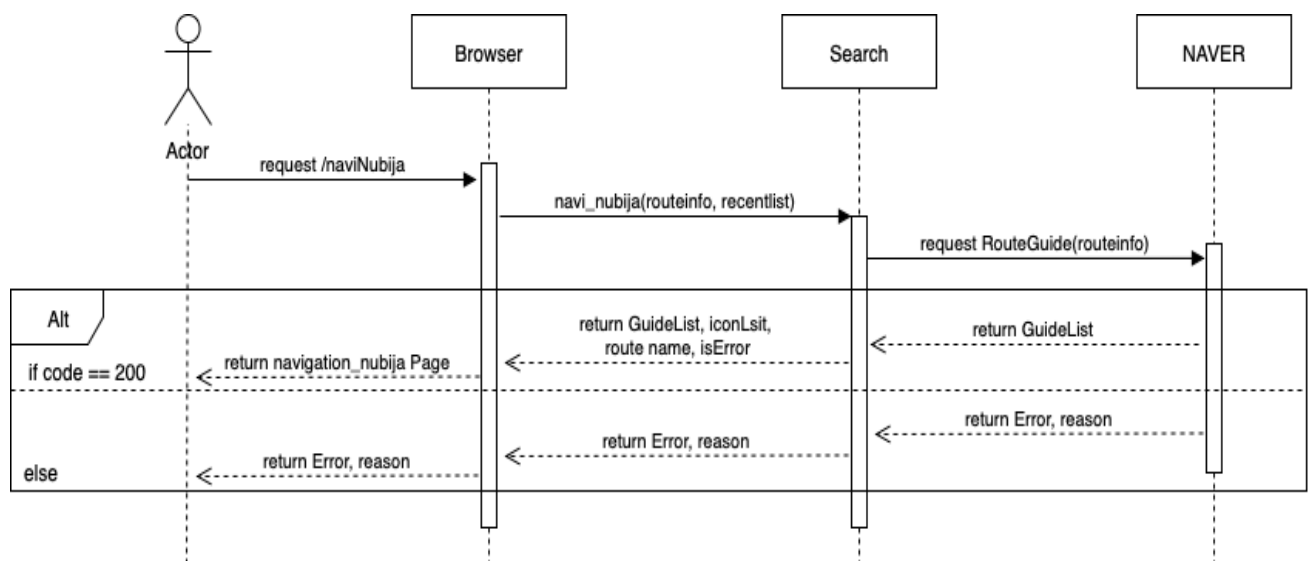 Browser
Search
NAVER
Actor
request /naviNubija
navi_nubija(routeinfo, recentlist)
request RouteGuide(routeinfo)
Alt
return GuideList, iconLsit,
route name, isError
return GuideList
if code == 200
return navigation_nubija Page
return Error, reason
return Error, reason
return Error, reason
else